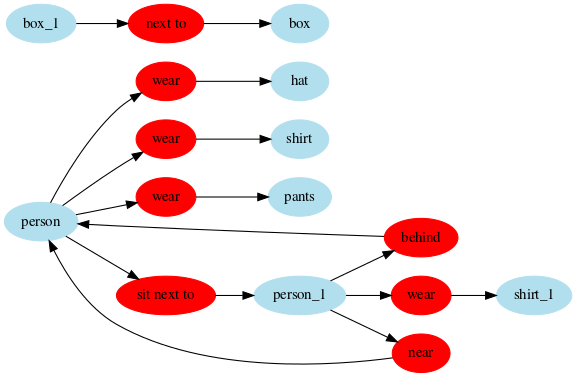 box_1 next to box
wear hat
wear shirt
wear pants
person
behind
sit next to person_1 wear shirt_1
near